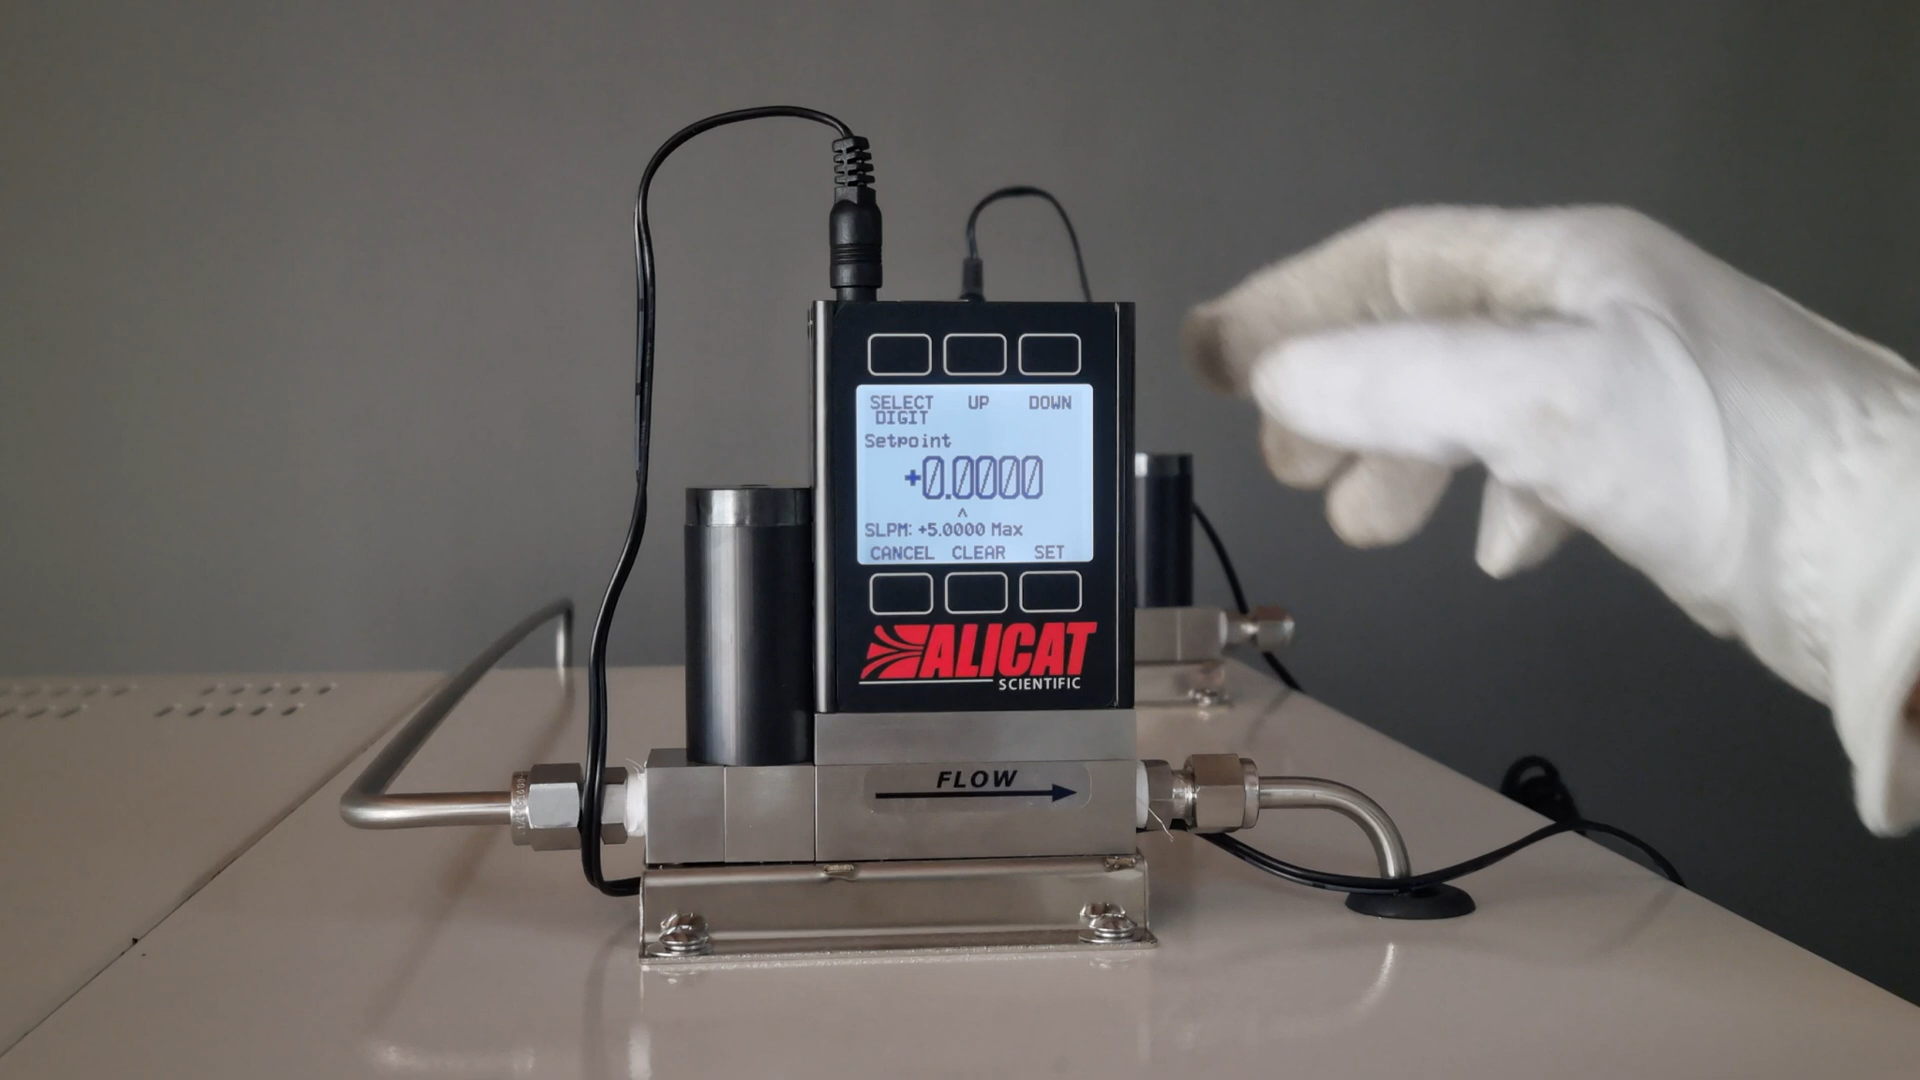 SELECT UP DOWN
DIGIT
Setpoint
+0.0000
^
SLPM: +5.0000 Max
CANCEL CLEAR SET
ALICAT
SCIENTIFIC
FLOW